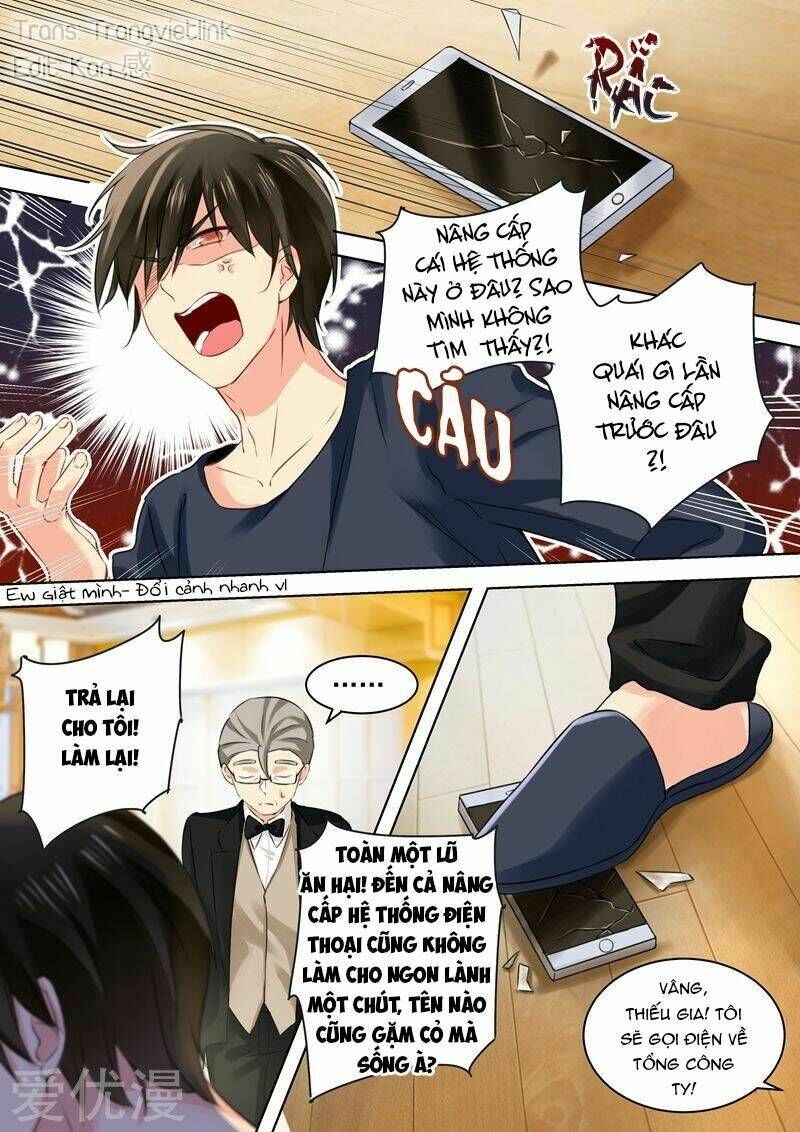 Trans: Trangvietlink
Edit: Kan 感
RẮC
RẮC
NÂNG CẤP
CÁI HỆ THỐNG
NÀY Ở ĐÂU? SAO
MÌNH KHÔNG
TÌM THẤY?!
KHÁC
QUÁI GÌ LẦN
NÂNG CẤP
TRƯỚC ĐÂU
?!
CÁU
Ew giật mình- Đổi cảnh nhanh vl
TRẢ LẠI
CHO TÔI!
LÀM LẠI!
......
TOÀN MỘT LŨ
ĂN HẠI! ĐẾN CẢ NÂNG
CẤP HỆ THỐNG ĐIỆN
THOẠI CŨNG KHÔNG
LÀM CHO NGON LÀNH
MỘT CHÚT, TÊN NÀO
CŨNG GẶM CỎ MÀ
SỐNG À?
VÂNG,
THIẾU GIA! TÔI
SẼ GỌI ĐIỆN VỀ
TỔNG CÔNG
TY!
爱优漫